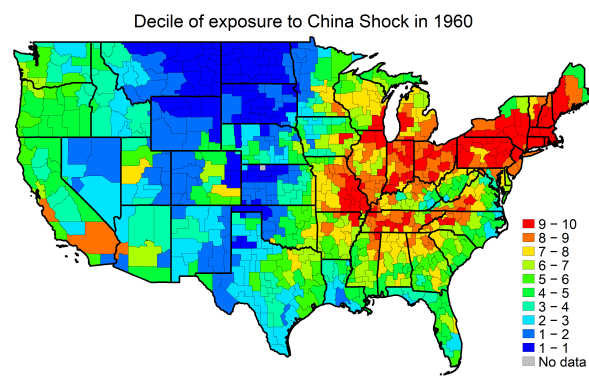 Decile of exposure to China Shock in 1960
9 – 10
8 – 9
7 – 8
6 – 7
5 – 6
4 – 5
3 – 4
2 – 3
1 – 2
1 – 1
No data